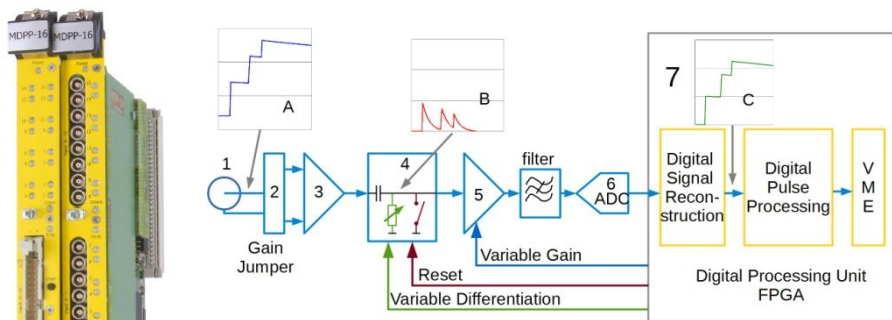 MDPP-16
MDPP-16
A
B
7
C
1
2
3
4
5
filter
6
ADC
Gain
Jumper
Digital
Signal
Recon-
struction
Digital
Pulse
Processing
VME
Variable Gain
Reset
Variable Differentiation
Digital Processing Unit
FPGA